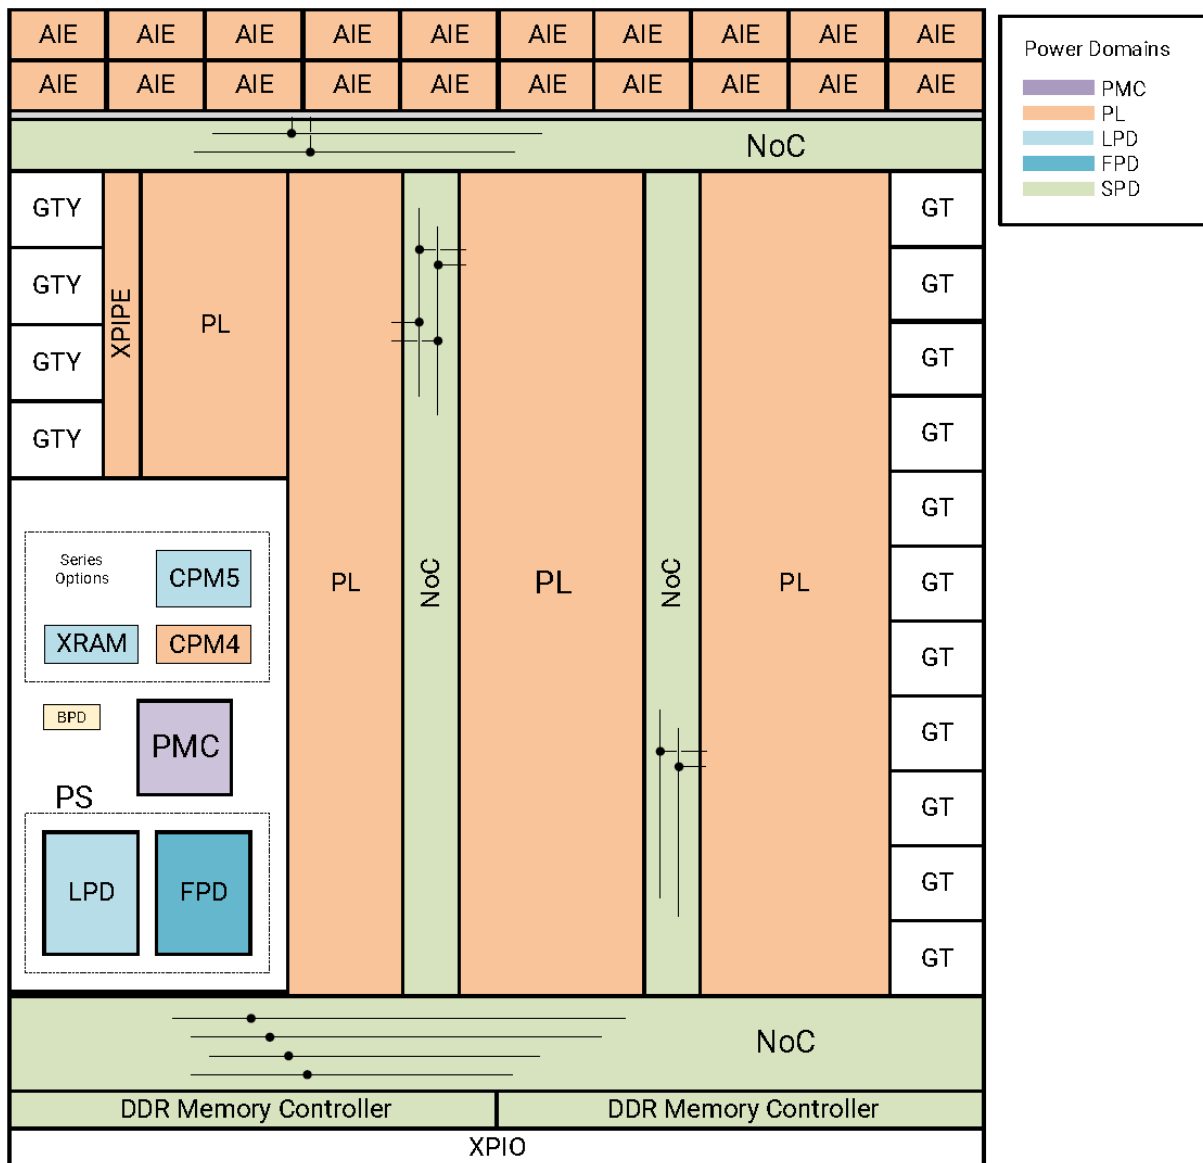 AIE AIE AIE AIE AIE AIE AIE AIE AIE AIE
AIE AIE AIE AIE AIE AIE AIE AIE AIE AIE
NoC
GTY
GTY
GTY
GTY
XPIPE
PL
PL
NoC
PL
NoC
PL
GT
GT
GT
GT
GT
GT
GT
GT
GT
GT
GT
Series
Options
CPM5
XRAM
CPM4
BPD
PMC
PS
LPD
FPD
NoC
DDR Memory Controller
DDR Memory Controller
XPIO
Power Domains
PMC
PL
LPD
FPD
SPD